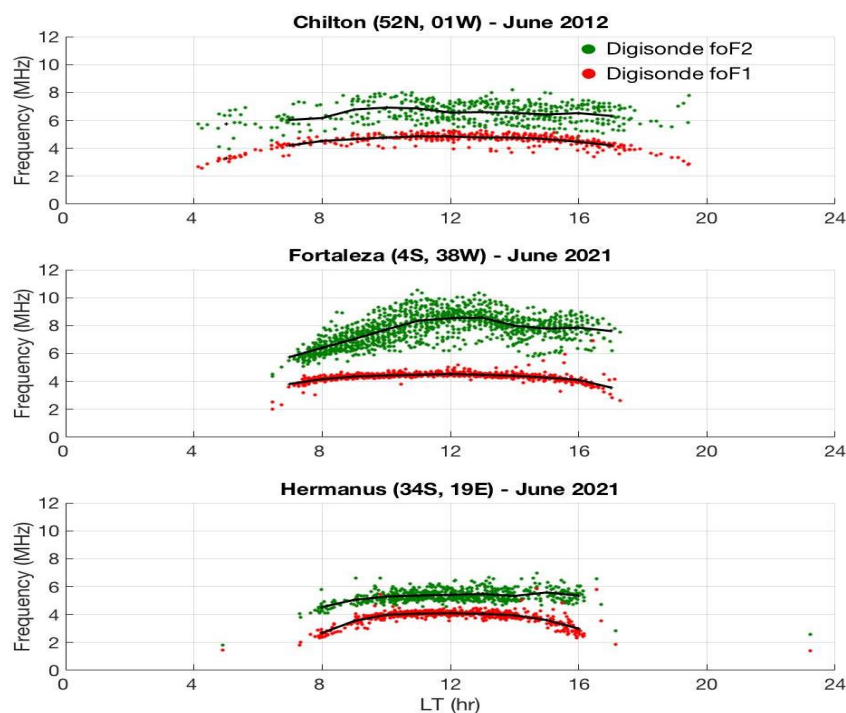 Chilton (52N, 01W) - June 2012
12
10
8
6
4
2
0
Frequency (MHz)
Digisonde foF2
Digisonde foF1
0 4 8 12 16 20 24
Fortaleza (4S, 38W) - June 2021
12
10
8
6
4
2
0
Frequency (MHz)
0 4 8 12 16 20 24
Hermanus (34S, 19E) - June 2021
12
10
8
6
4
2
0
Frequency (MHz)
0 4 8 12 16 20 24
LT (hr)